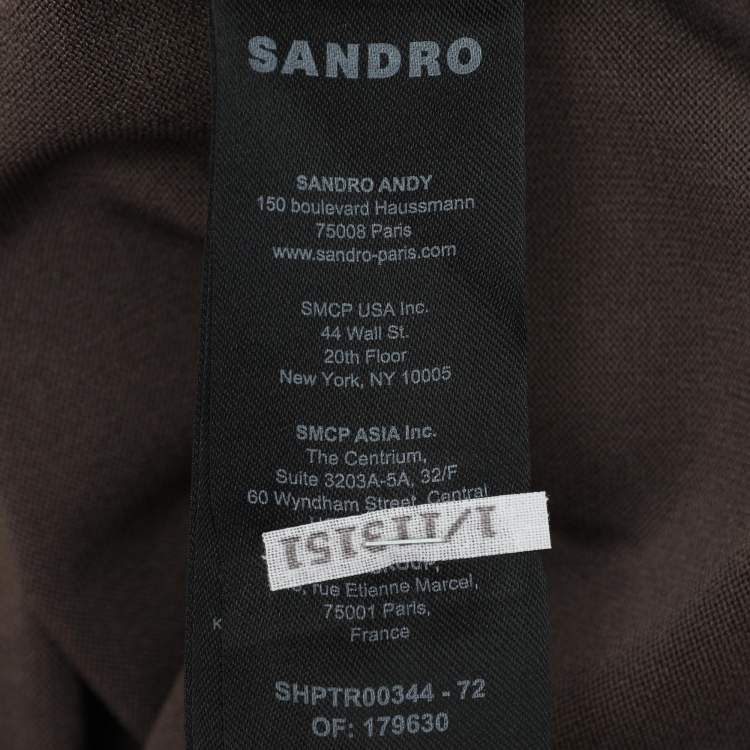 SANDRO
SANDRO ANDY
150 boulevard Haussmann
75008 Paris
www.sandro-paris.com
SMCP USA Inc.
44 Wall St.
20th Floor
New York, NY 10005
SMCP ASIA Inc.
The Centrium,
Suite 3203A-5A, 32/F
60 Wyndham Street, Central
1/113151
rue Etienne Marcel,
75001 Paris,
France
K
SHPTR00344 - 72
OF: 179630